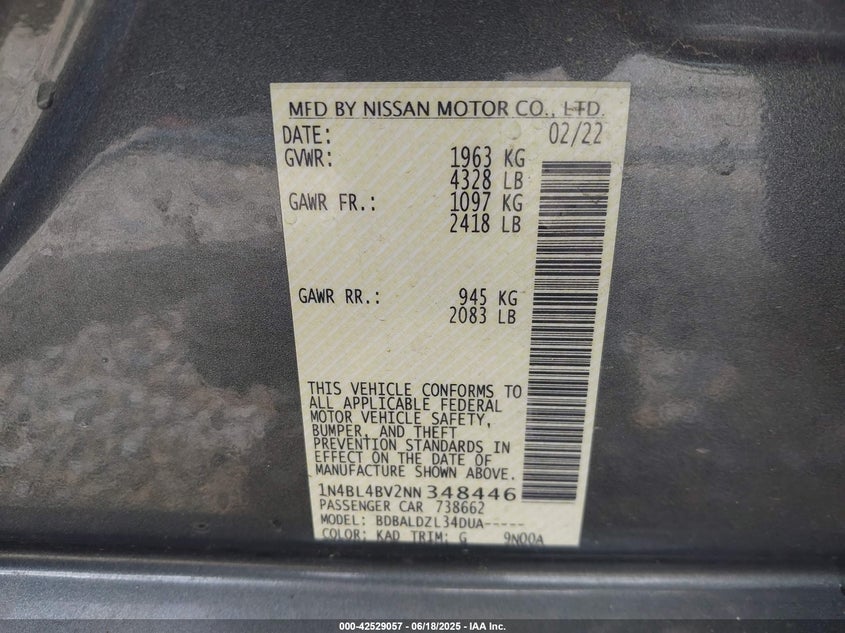 MFD BY NISSAN MOTOR CO., LTD.
DATE: 02/22
GVWR: 1963 KG
4328 LB
GAWR FR.: 1097 KG
2418 LB
GAWR RR.: 945 KG
2083 LB
THIS VEHICLE CONFORMS TO
ALL APPLICABLE FEDERAL
MOTOR VEHICLE SAFETY,
BUMPER, AND THEFT
PREVENTION STANDARDS IN
EFFECT ON THE DATE OF
MANUFACTURE SHOWN ABOVE.
1N4BL4BV2NN348446
PASSENGER CAR 738662
MODEL: BDBALDZL34DUA-----
COLOR: KAD TRIM: G 9N00A
000-42529057 - 06/18/2025 - IAA Inc.